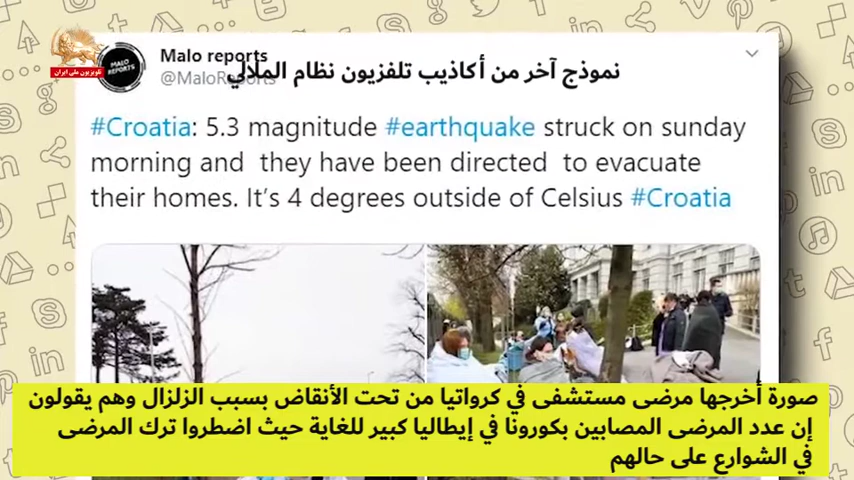 تلویزیون ملی ایران
MALO
REPORTS
Malo reports
@MaloReports
نموذج آخر من أكاذيب تلفزيون نظام الملالي
#Croatia: 5.3 magnitude #earthquake struck on sunday
morning and they have been directed to evacuate
their homes. It's 4 degrees outside of Celsius #Croatia
صورة أخرجها مرضى مستشفى في كرواتيا من تحت الأنقاض بسبب الزلزال وهم يقولون
إن عدد المرضى المصابين بكورونا في إيطاليا كبير للغاية حيث اضطروا ترك المرضى
في الشوارع على حالهم